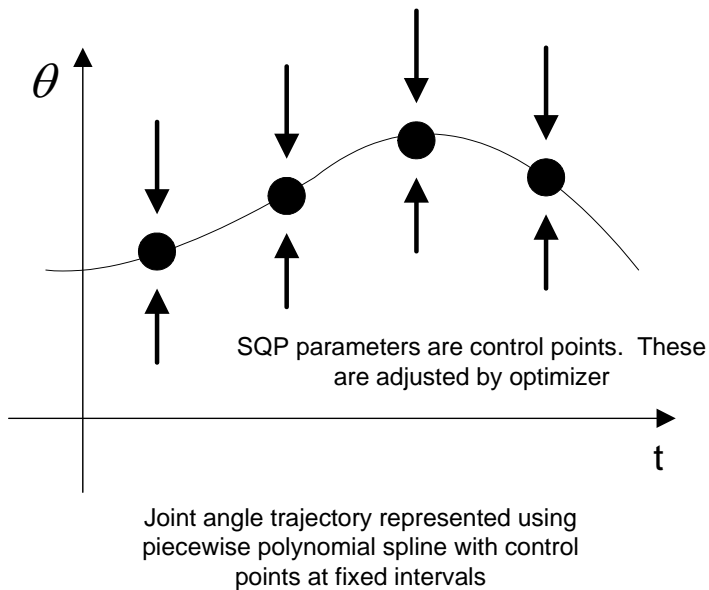 θ
SQP parameters are control points. These
are adjusted by optimizer
t
Joint angle trajectory represented using
piecewise polynomial spline with control
points at fixed intervals